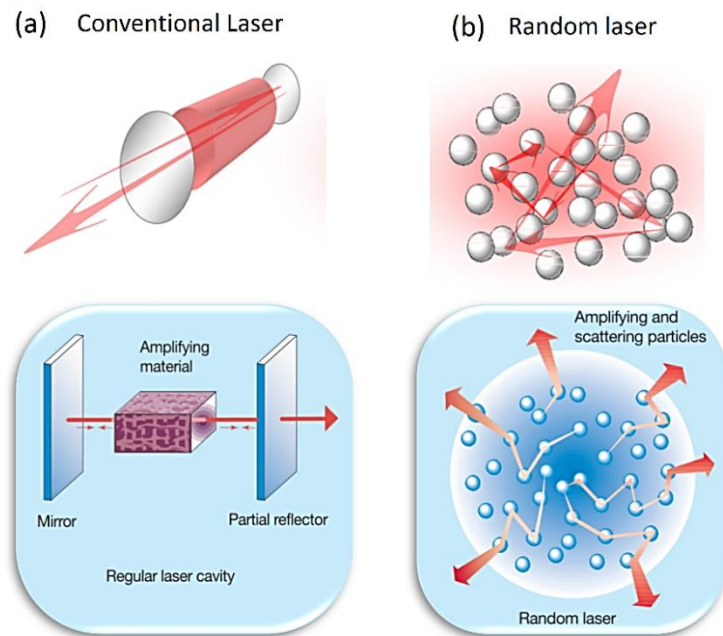 (a) Conventional Laser
(b) Random laser
Amplifying
material
Mirror
Partial reflector
Regular laser cavity
Amplifying and
scattering particles
Random laser